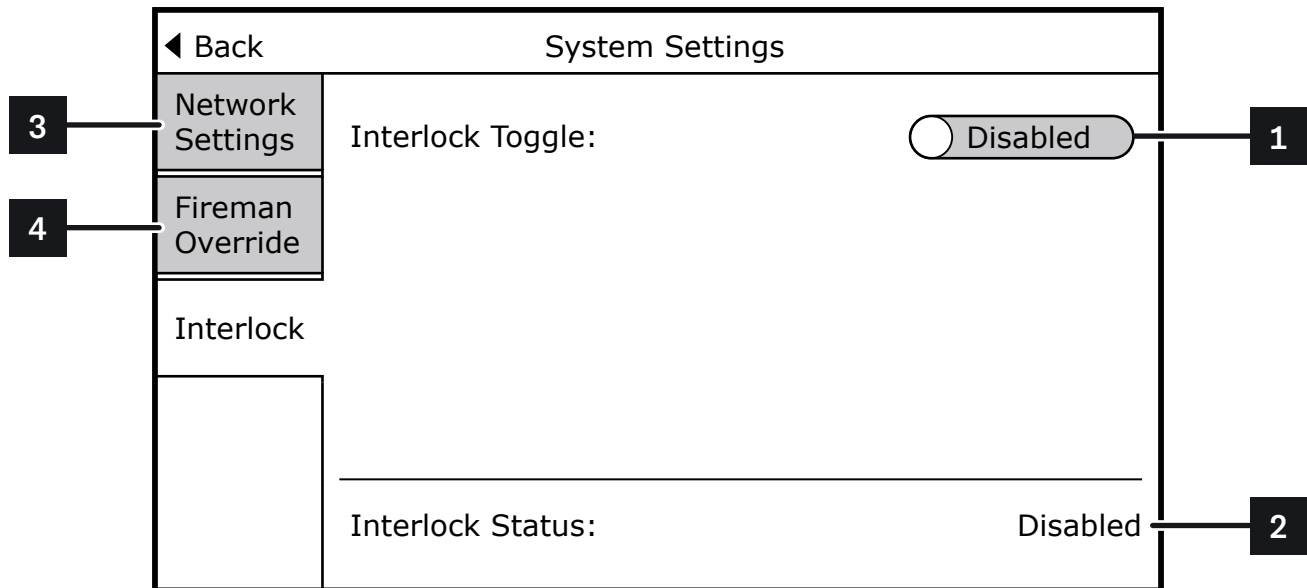 Back
System Settings
3
Network
Settings
Interlock Toggle:
Disabled
1
4
Fireman
Override
Interlock
Interlock Status:
Disabled
2